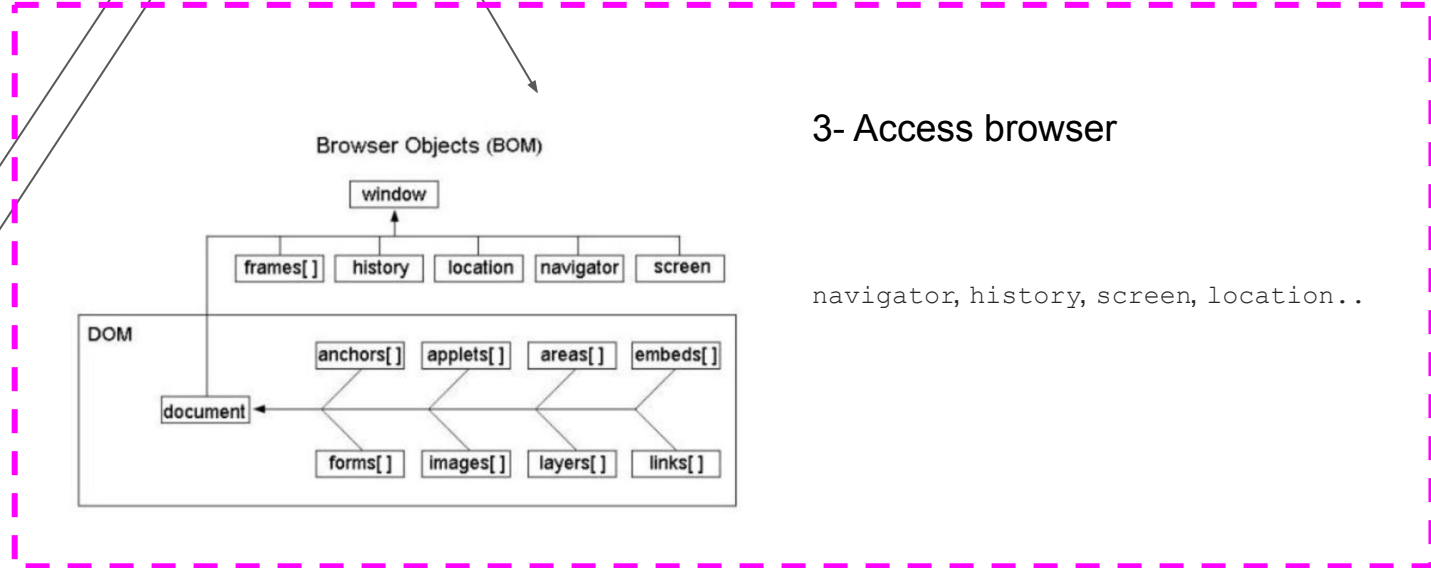 3- Access browser
Browser Objects (BOM)
window
frames[ ] history location navigator screen
navigator, history, screen, location..
DOM
anchors[ ] applets[ ] areas[ ] embeds[ ]
document
forms[ ] images[ ] layers[ ] links[ ]